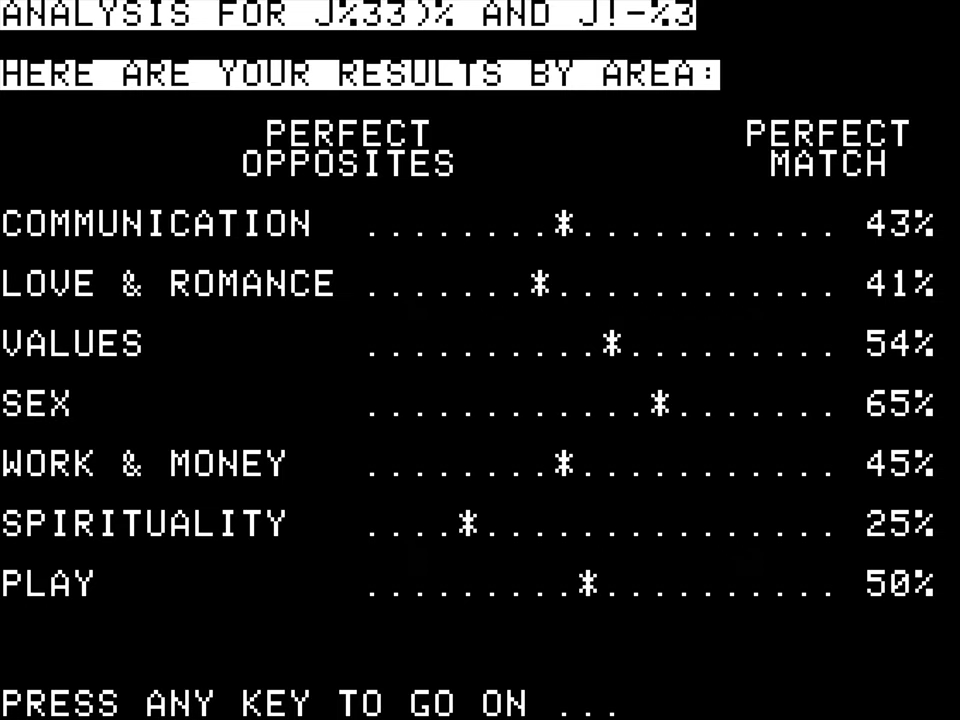 ANALYSIS FOR J%33)% AND J!-%3
HERE ARE YOUR RESULTS BY AREA:
PERFECT PERFECT
OPPOSITES MATCH
COMMUNICATION ........*........... 43%
LOVE & ROMANCE .......*............ 41%
VALUES ..........*......... 54%
SEX ............*....... 65%
WORK & MONEY ........*........... 45%
SPIRITUALITY ....*............... 25%
PLAY .........*.......... 50%
PRESS ANY KEY TO GO ON ...